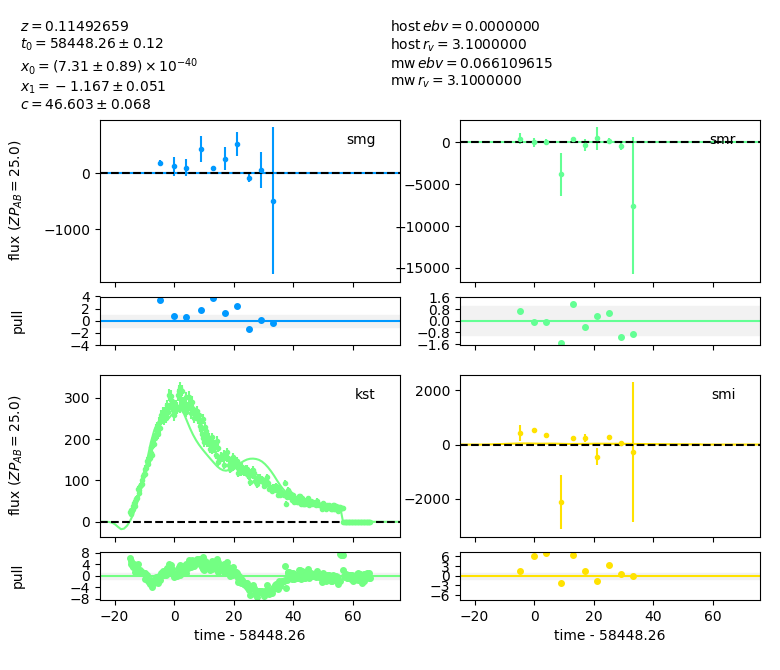 z = 0.11492659
t₀ = 58448.26 ± 0.12
x₀ = (7.31 ± 0.89) × 10⁻⁴⁰
x₁ = −1.167 ± 0.051
c = 46.603 ± 0.068
host ebv = 0.0000000
host r_v = 3.1000000
mw ebv = 0.066109615
mw r_v = 3.1000000
flux (ZP_AB = 25.0)
smg
0
−1000
smr
0
−5000
−10000
−15000
pull
4
2
0
−2
−4
1.6
0.8
0.0
−0.8
−1.6
flux (ZP_AB = 25.0)
kst
300
200
100
0
smi
2000
0
−2000
pull
8
4
0
−4
−8
6
3
0
−3
−6
−20 0 20 40 60
time - 58448.26
−20 0 20 40 60
time - 58448.26